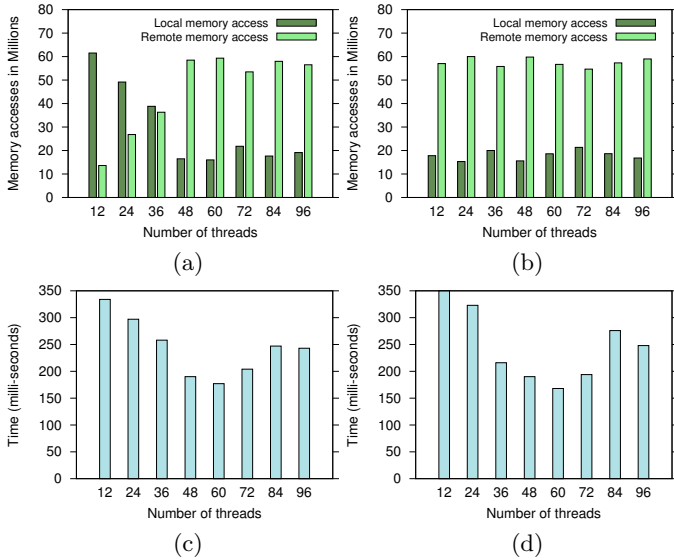 Local memory access
Remote memory access
Memory accesses in Millions
80
70
60
50
40
30
20
10
0
12 24 36 48 60 72 84 96
Number of threads
(a)
Local memory access
Remote memory access
Memory accesses in Millions
80
70
60
50
40
30
20
10
0
12 24 36 48 60 72 84 96
Number of threads
(b)
Time (milli-seconds)
350
300
250
200
150
100
50
0
12 24 36 48 60 72 84 96
Number of threads
(c)
Time (milli-seconds)
350
300
250
200
150
100
50
0
12 24 36 48 60 72 84 96
Number of threads
(d)